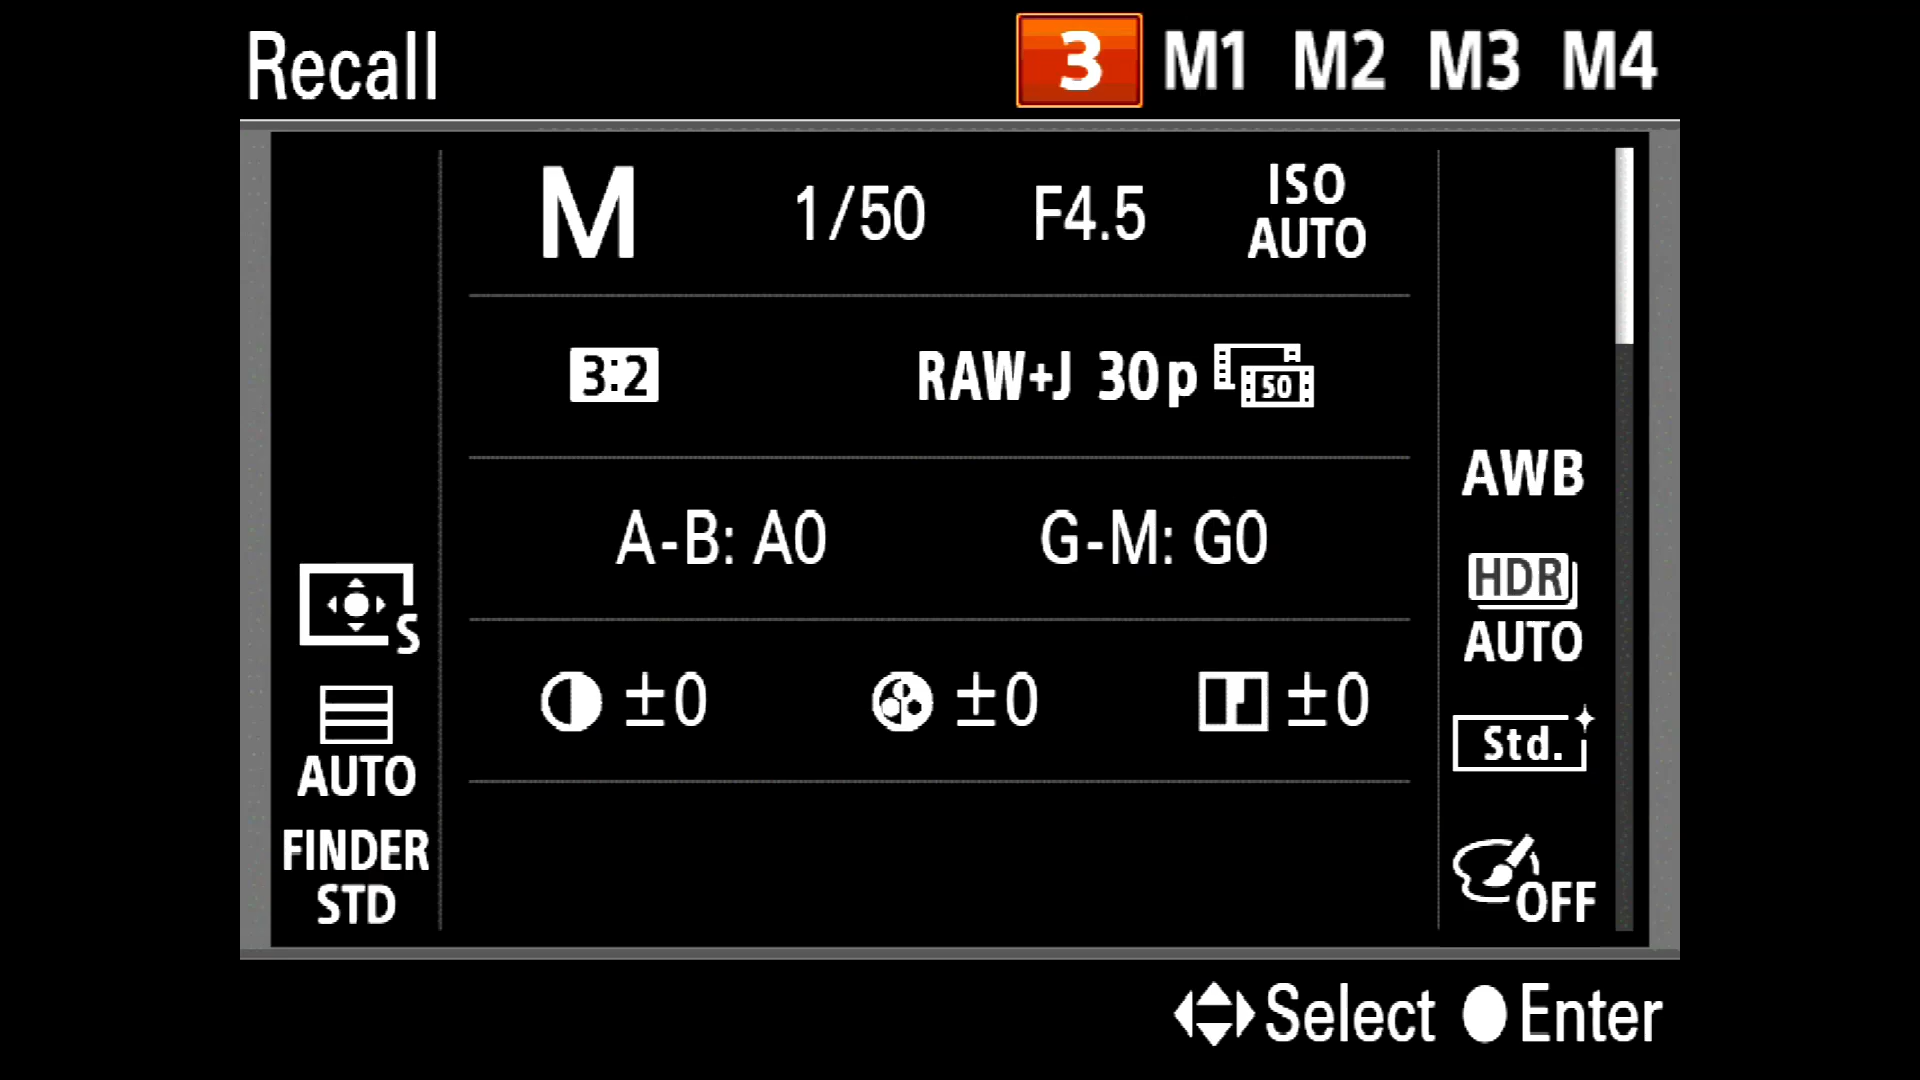 Recall
3 M1 M2 M3 M4
M 1/50 F4.5 ISO AUTO
3:2 RAW+J 30p 50
A-B: A0 G-M: G0
±0 ±0 ±0
S
AUTO
FINDER
STD
AWB
HDR
AUTO
Std.
OFF
Select Enter